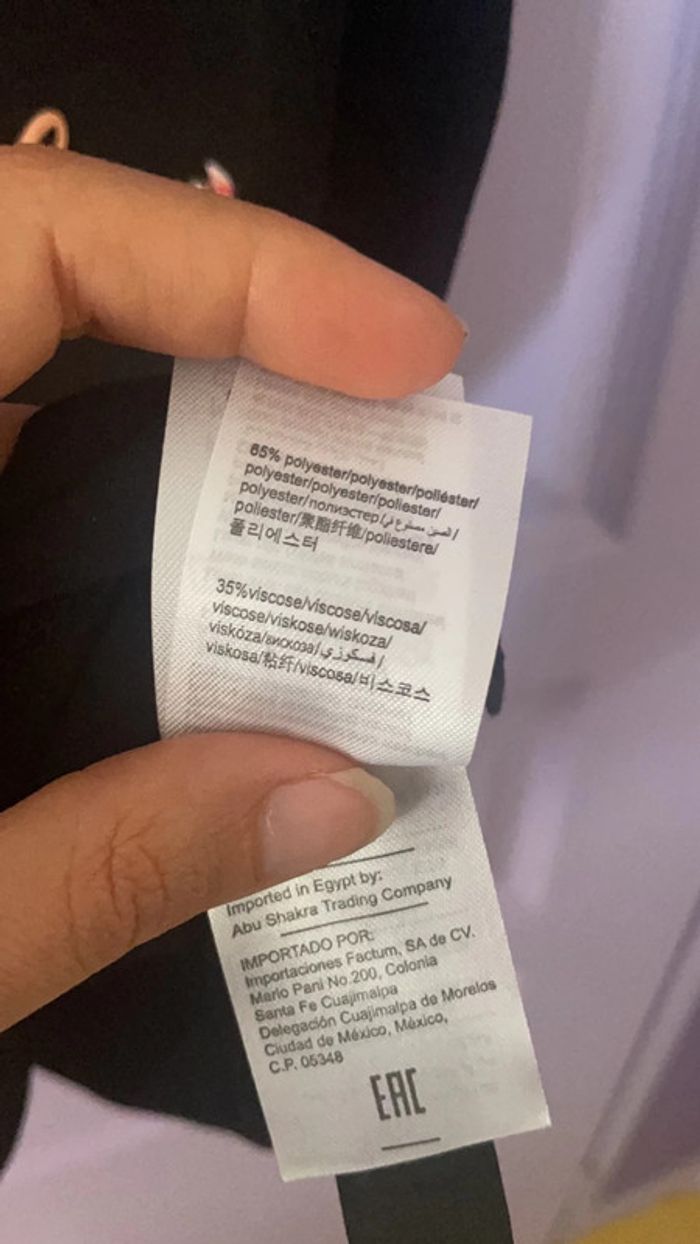 65% polyester/polyester/poliéster/
polyester/polyester/poliester/
polyester/полиэстер/الصين مصنوع في/
poliester/聚酯纤维/poliestere/
폴리에스터
35%viscose/viscose/viscosa/
viscose/viskose/wiskoza/
viskóza/вискоза/فسكوزي/
viskosa/粘纤/viscosa/비스코스
Imported in Egypt by:
Abu Shakra Trading Company
IMPORTADO POR:
Importaciones Factum, SA de CV.
Mario Pani No.200, Colonia
Santa Fe Cuajimalpa
Delegación Cuajimalpa de Morelos
Ciudad de México, México,
C.P. 05348
EAC